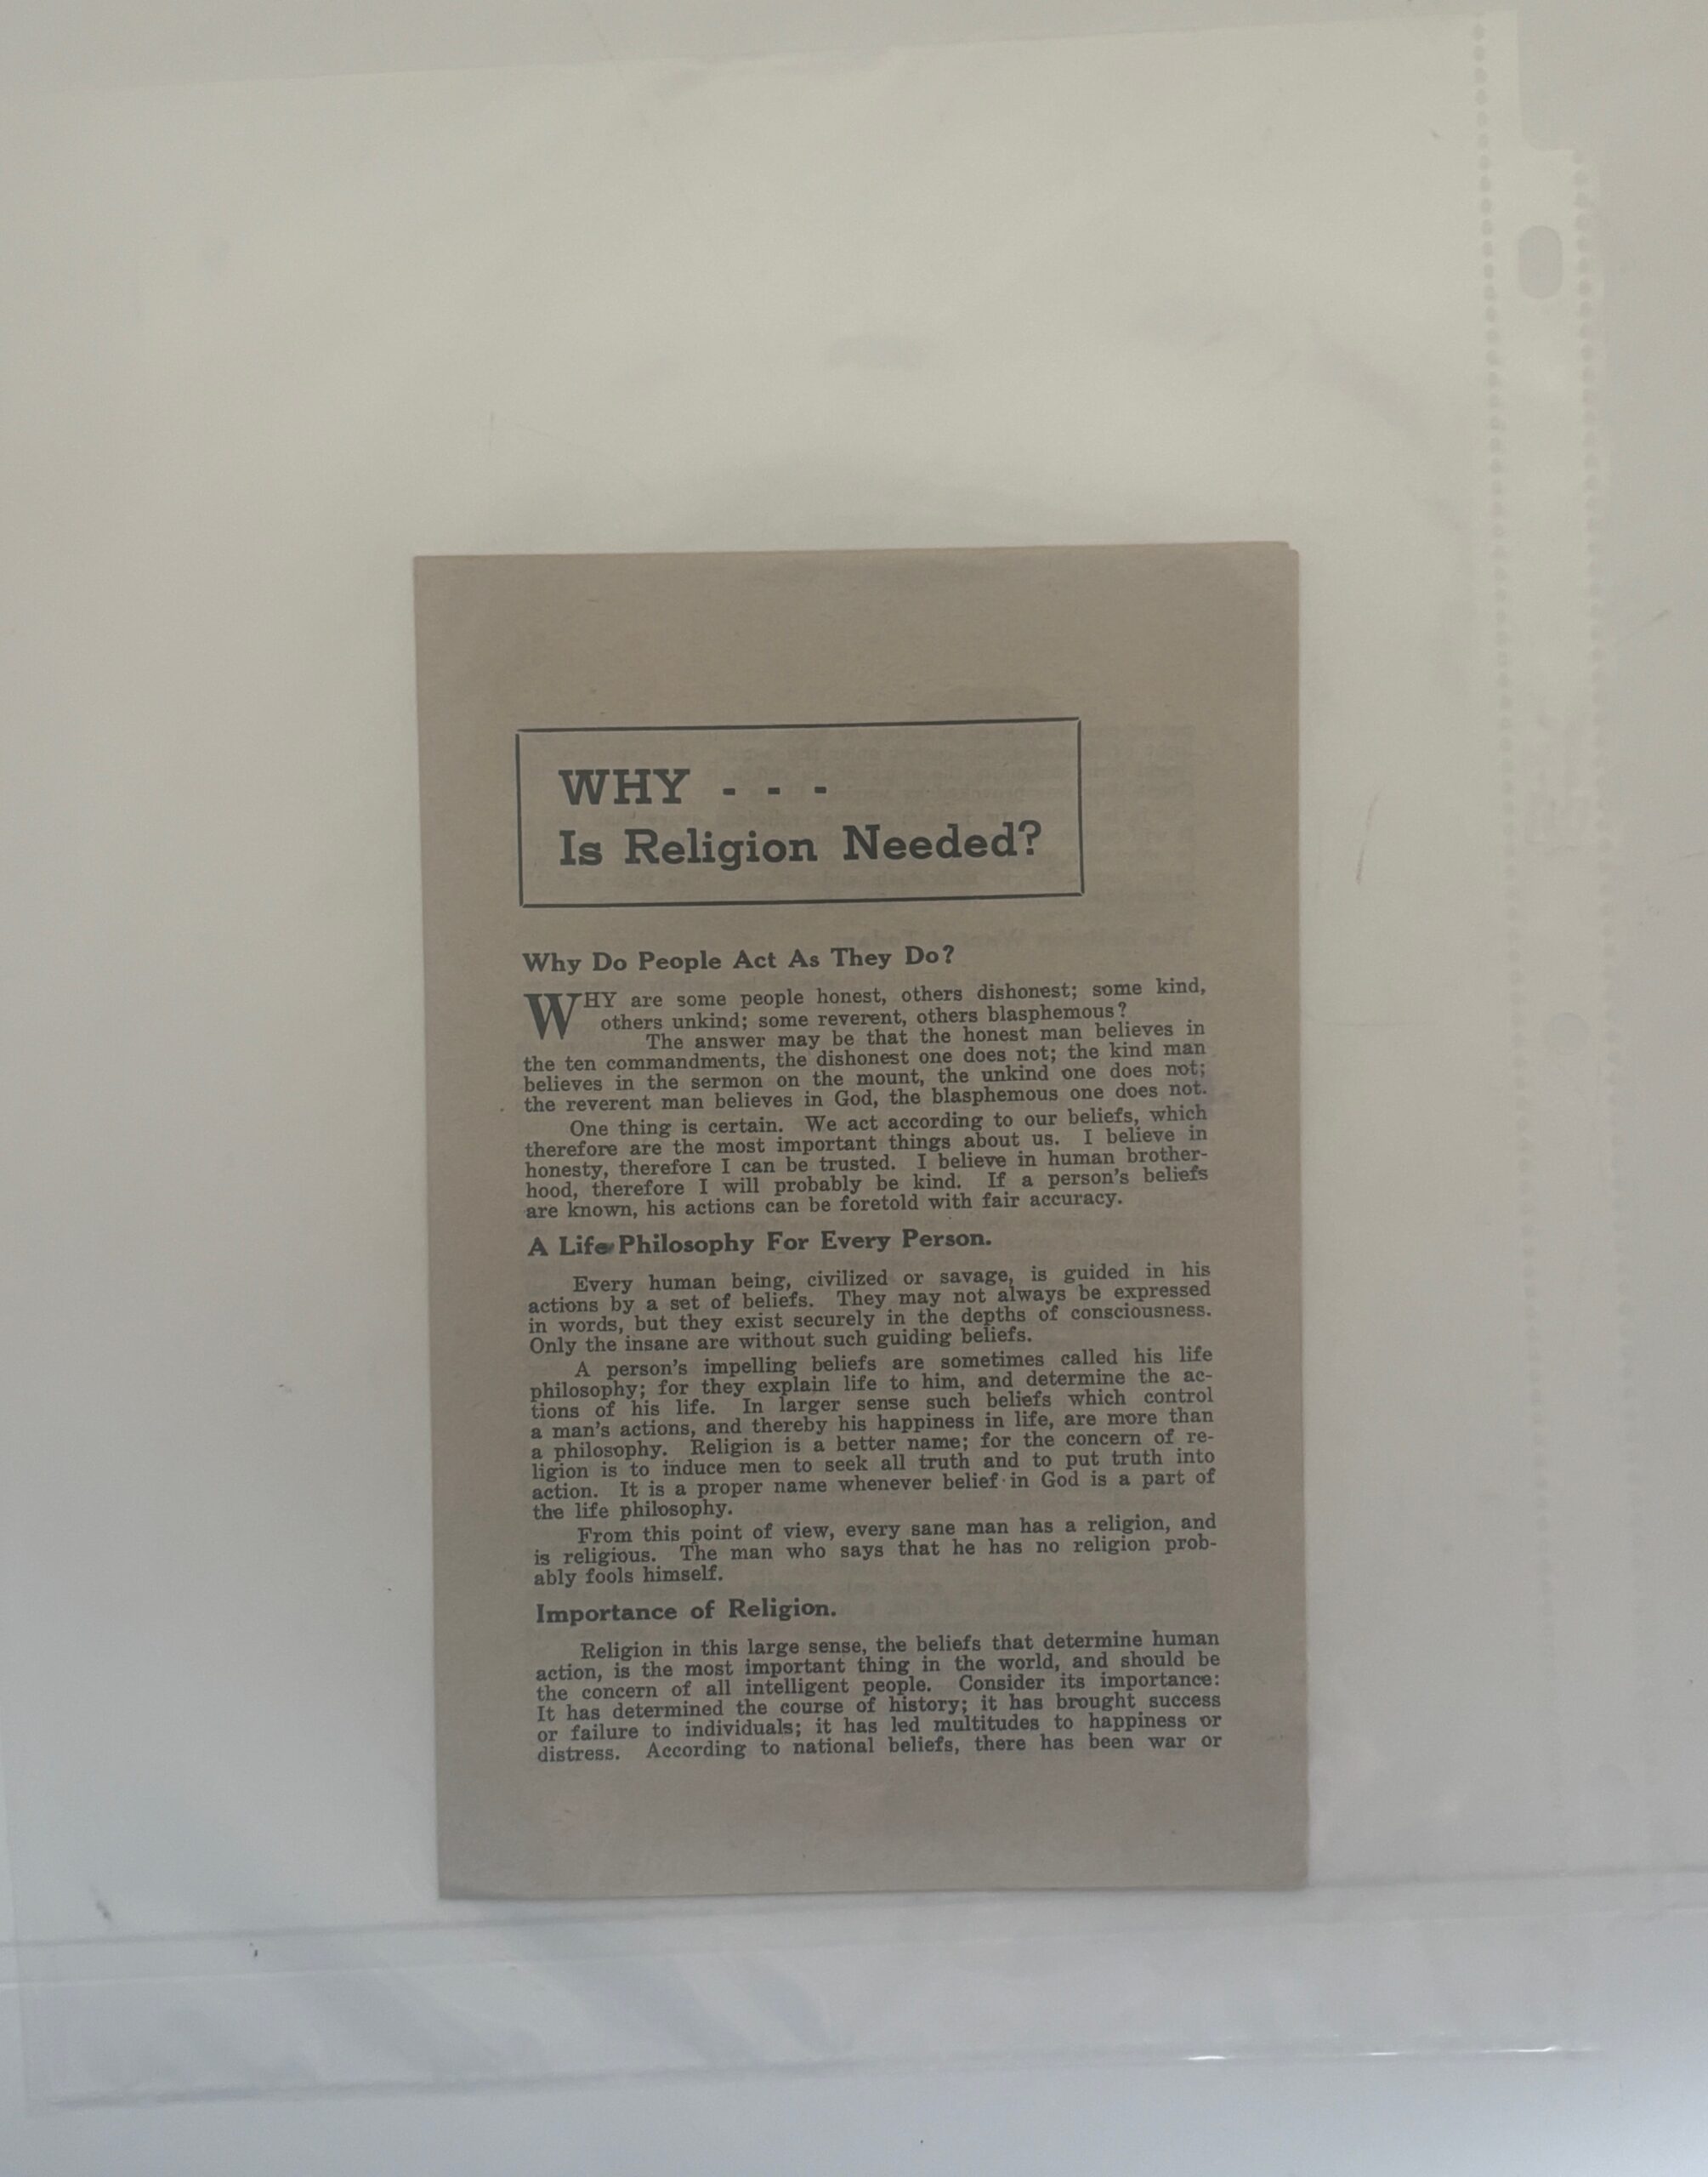 WHY - - -
Is Religion Needed?
Why Do People Act As They Do?
WHY are some people honest, others dishonest; some kind,
others unkind; some reverent, others blasphemous?
The answer may be that the honest man believes in
the ten commandments, the dishonest one does not; the kind man
believes in the sermon on the mount, the unkind one does not;
the reverent man believes in God, the blasphemous one does not.
One thing is certain. We act according to our beliefs, which
therefore are the most important things about us. I believe in
honesty, therefore I can be trusted. I believe in human brother-
hood, therefore I will probably be kind. If a person's beliefs
are known, his actions can be foretold with fair accuracy.
A Life Philosophy For Every Person.
Every human being, civilized or savage, is guided in his
actions by a set of beliefs. They may not always be expressed
in words, but they exist securely in the depths of consciousness.
Only the insane are without such guiding beliefs.
A person's impelling beliefs are sometimes called his life
philosophy; for they explain life to him, and determine the ac-
tions of his life. In larger sense such beliefs which control
a man's actions, and thereby his happiness in life, are more than
a philosophy. Religion is a better name; for the concern of re-
ligion is to induce men to seek all truth and to put truth into
action. It is a proper name whenever belief in God is a part of
the life philosophy.
From this point of view, every sane man has a religion, and
is religious. The man who says that he has no religion prob-
ably fools himself.
Importance of Religion.
Religion in this large sense, the beliefs that determine human
action, is the most important thing in the world, and should be
the concern of all intelligent people. Consider its importance:
It has determined the course of history; it has brought success
or failure to individuals; it has led multitudes to happiness or
distress. According to national beliefs, there has been war or